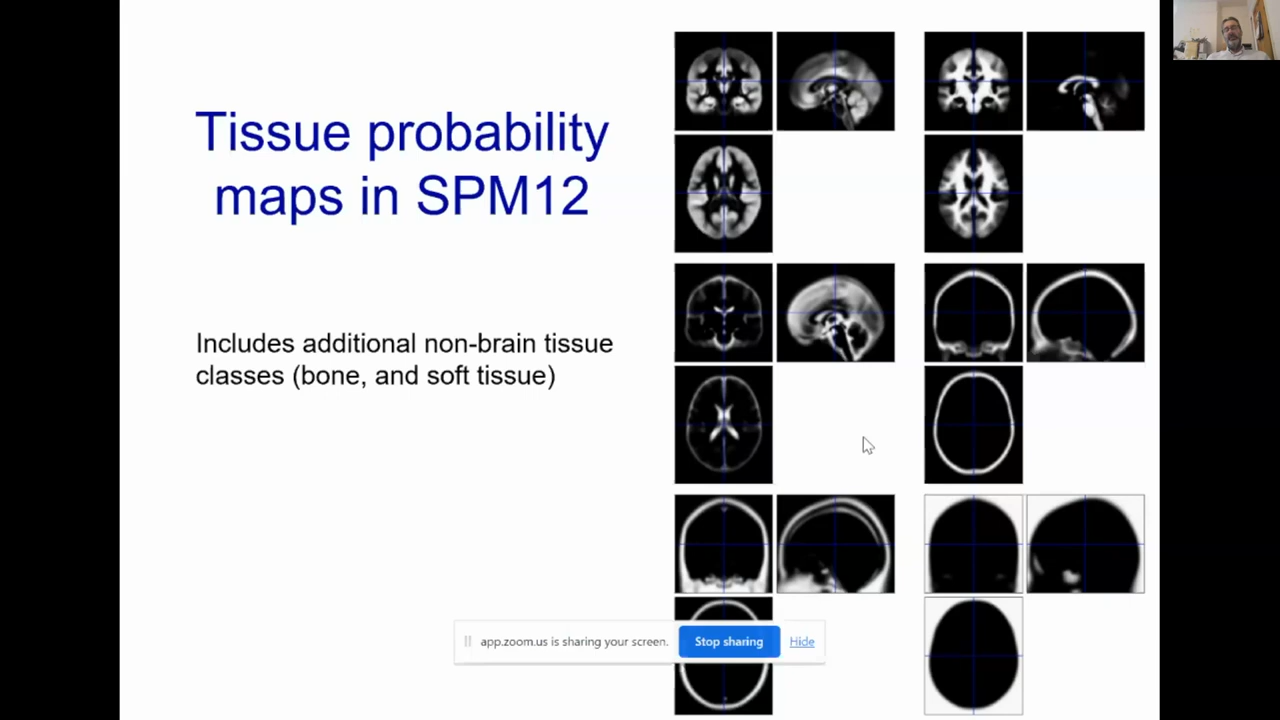 Tissue probability
maps in SPM12
Includes additional non-brain tissue
classes (bone, and soft tissue)
app.zoom.us is sharing your screen. Stop sharing Hide